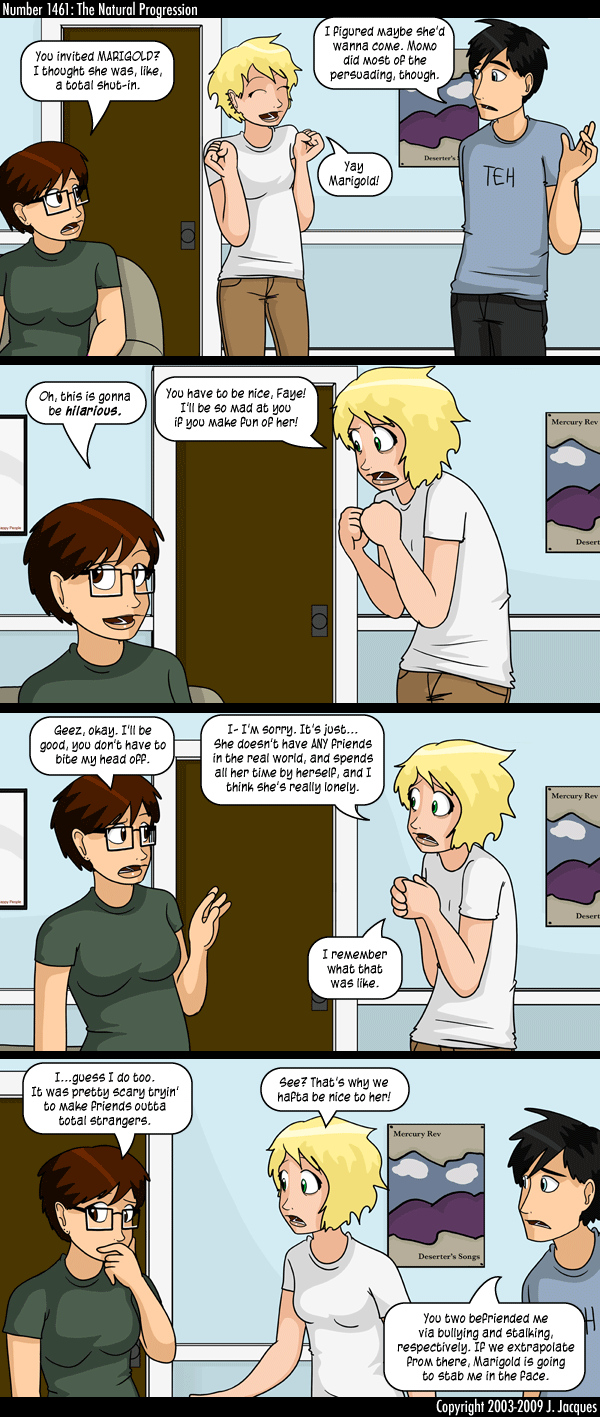 Number 1461: The Natural Progression
You invited MARIGOLD?
I thought she was, like,
a total shut-in.
Yay
Marigold!
I figured maybe she'd
wanna come. Momo
did most of the
persuading, though.
Deserter's S
TEH
Oh, this is gonna
be hilarious.
You have to be nice, Faye!
I'll be so mad at you
if you make fun of her!
Mercury Rev
Desert
Geez, okay. I'll be
good, you don't have to
bite my head off.
I- I'm sorry. It's just...
She doesn't have ANY friends
in the real world, and spends
all her time by herself, and I
think she's really lonely.
I remember
what that
was like.
Mercury Rev
Desert
I...guess I do too.
It was pretty scary tryin'
to make friends outta
total strangers.
See? That's why we
hafta be nice to her!
Mercury Rev
Deserter's Songs
H
You two befriended me
via bullying and stalking,
respectively. If we extrapolate
from there, Marigold is going
to stab me in the face.
Copyright 2003-2009 J. Jacques